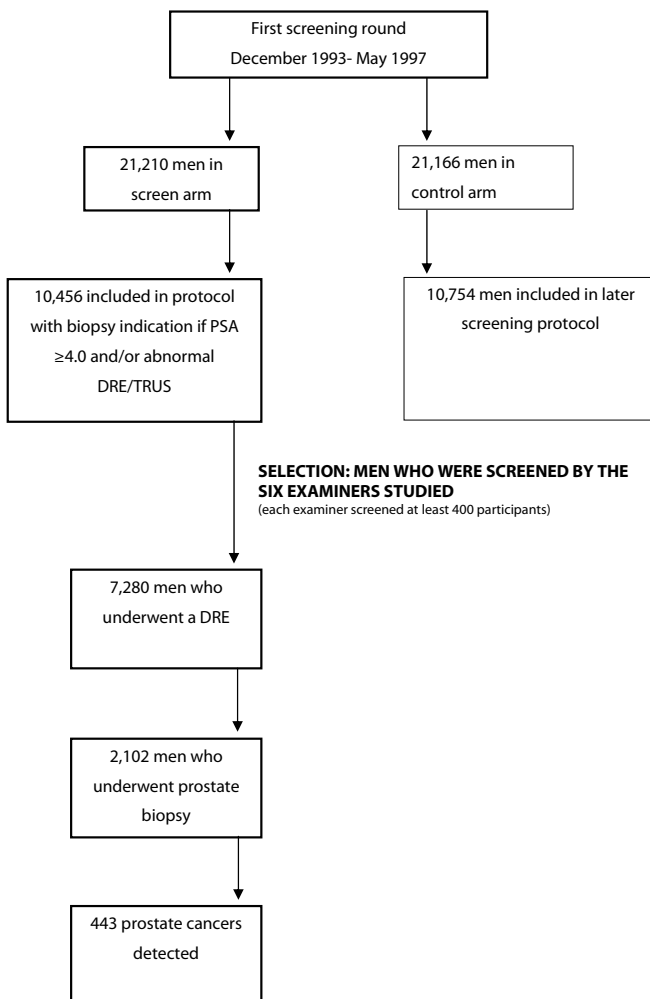 First screening round
December 1993- May 1997
21,210 men in
screen arm
21,166 men in
control arm
10,456 included in protocol
with biopsy indication if PSA
≥4.0 and/or abnormal
DRE/TRUS
10,754 men included in later
screening protocol
SELECTION: MEN WHO WERE SCREENED BY THE
SIX EXAMINERS STUDIED
(each examiner screened at least 400 participants)
7,280 men who
underwent a DRE
2,102 men who
underwent prostate
biopsy
443 prostate cancers
detected